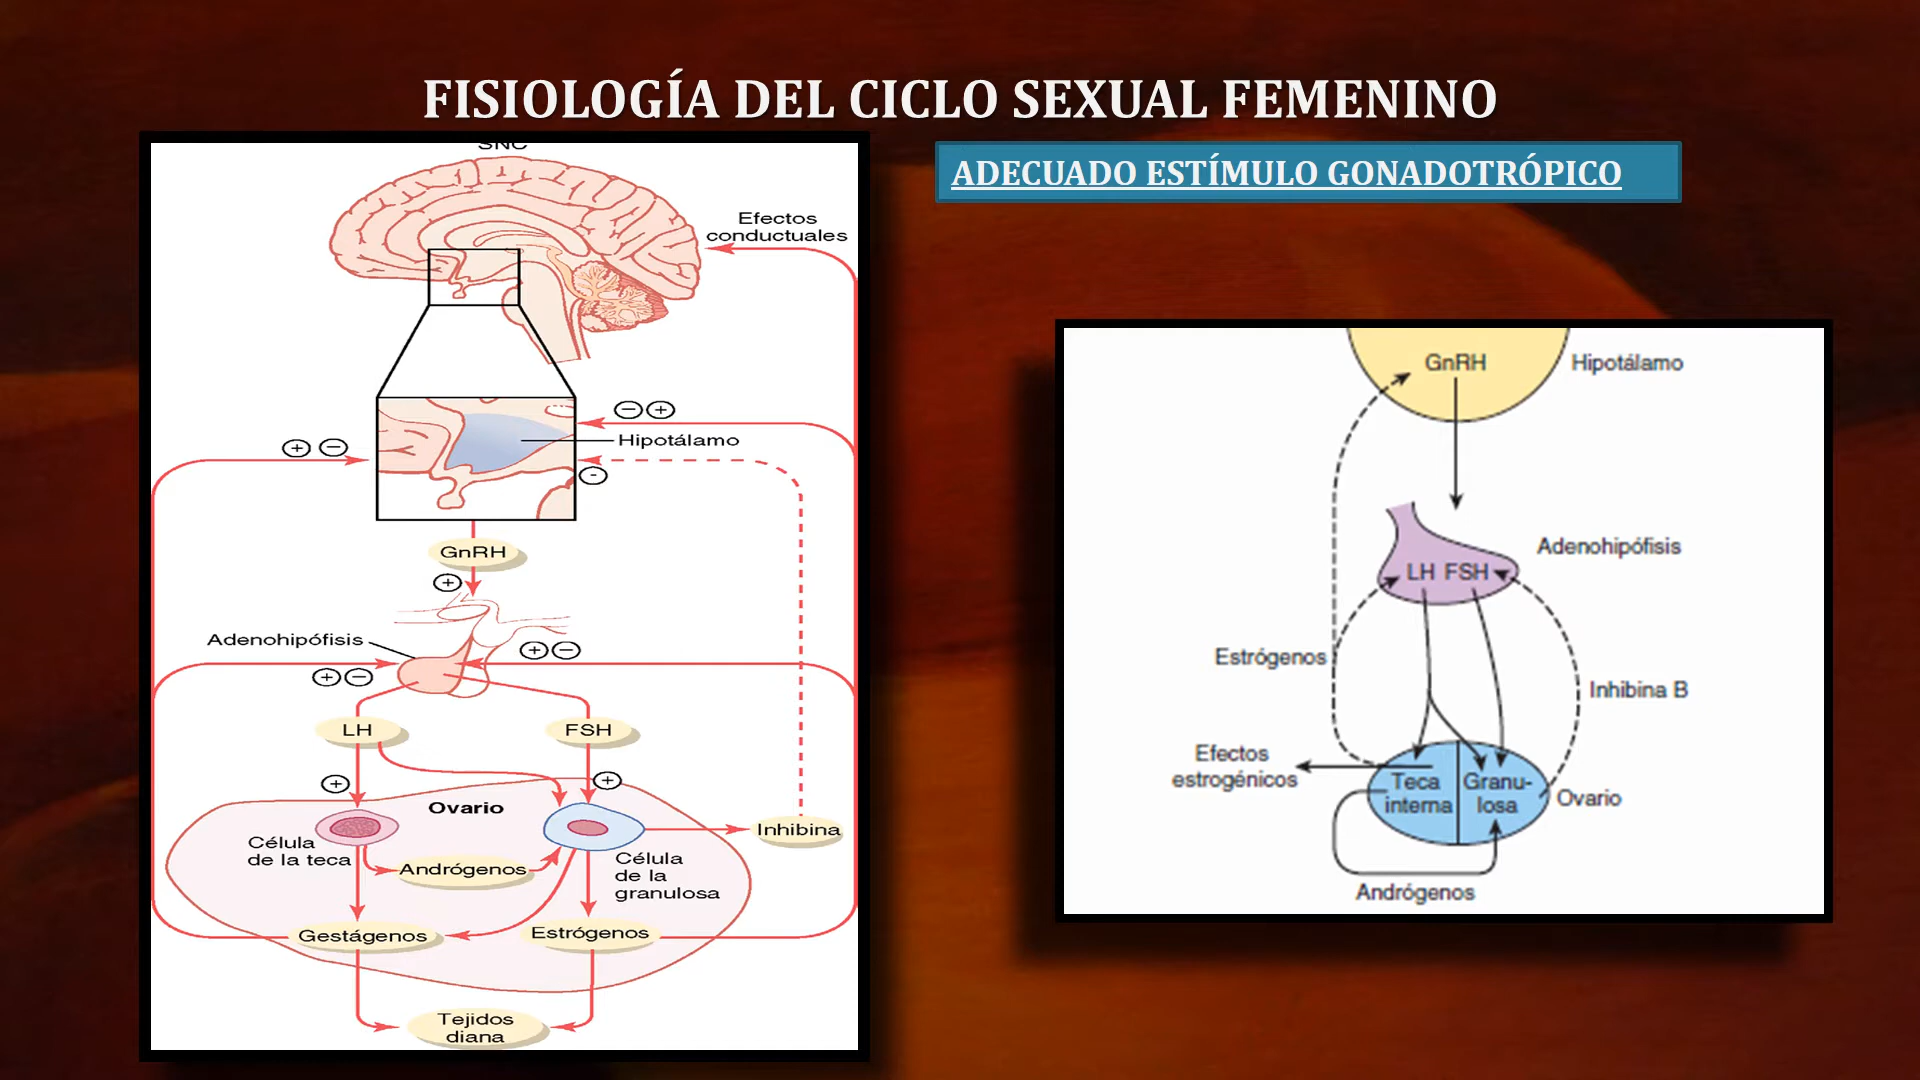 FISIOLOGÍA DEL CICLO SEXUAL FEMENINO
ADECUADO ESTÍMULO GONADOTRÓPICO
SNC
Efectos
conductuales
− +
Hipotálamo
+ −
-
GnRH
+
Adenohipófisis
+ −
+ −
LH
FSH
+
+
Ovario
Célula
de la teca
Andrógenos
Inhibina
Célula
de la
granulosa
Gestágenos
Estrógenos
Tejidos
diana
GnRH
Hipotálamo
Adenohipófisis
LH FSH
Estrógenos
Inhibina B
Efectos
estrogénicos
Teca
interna
Granu-
losa
Ovario
Andrógenos